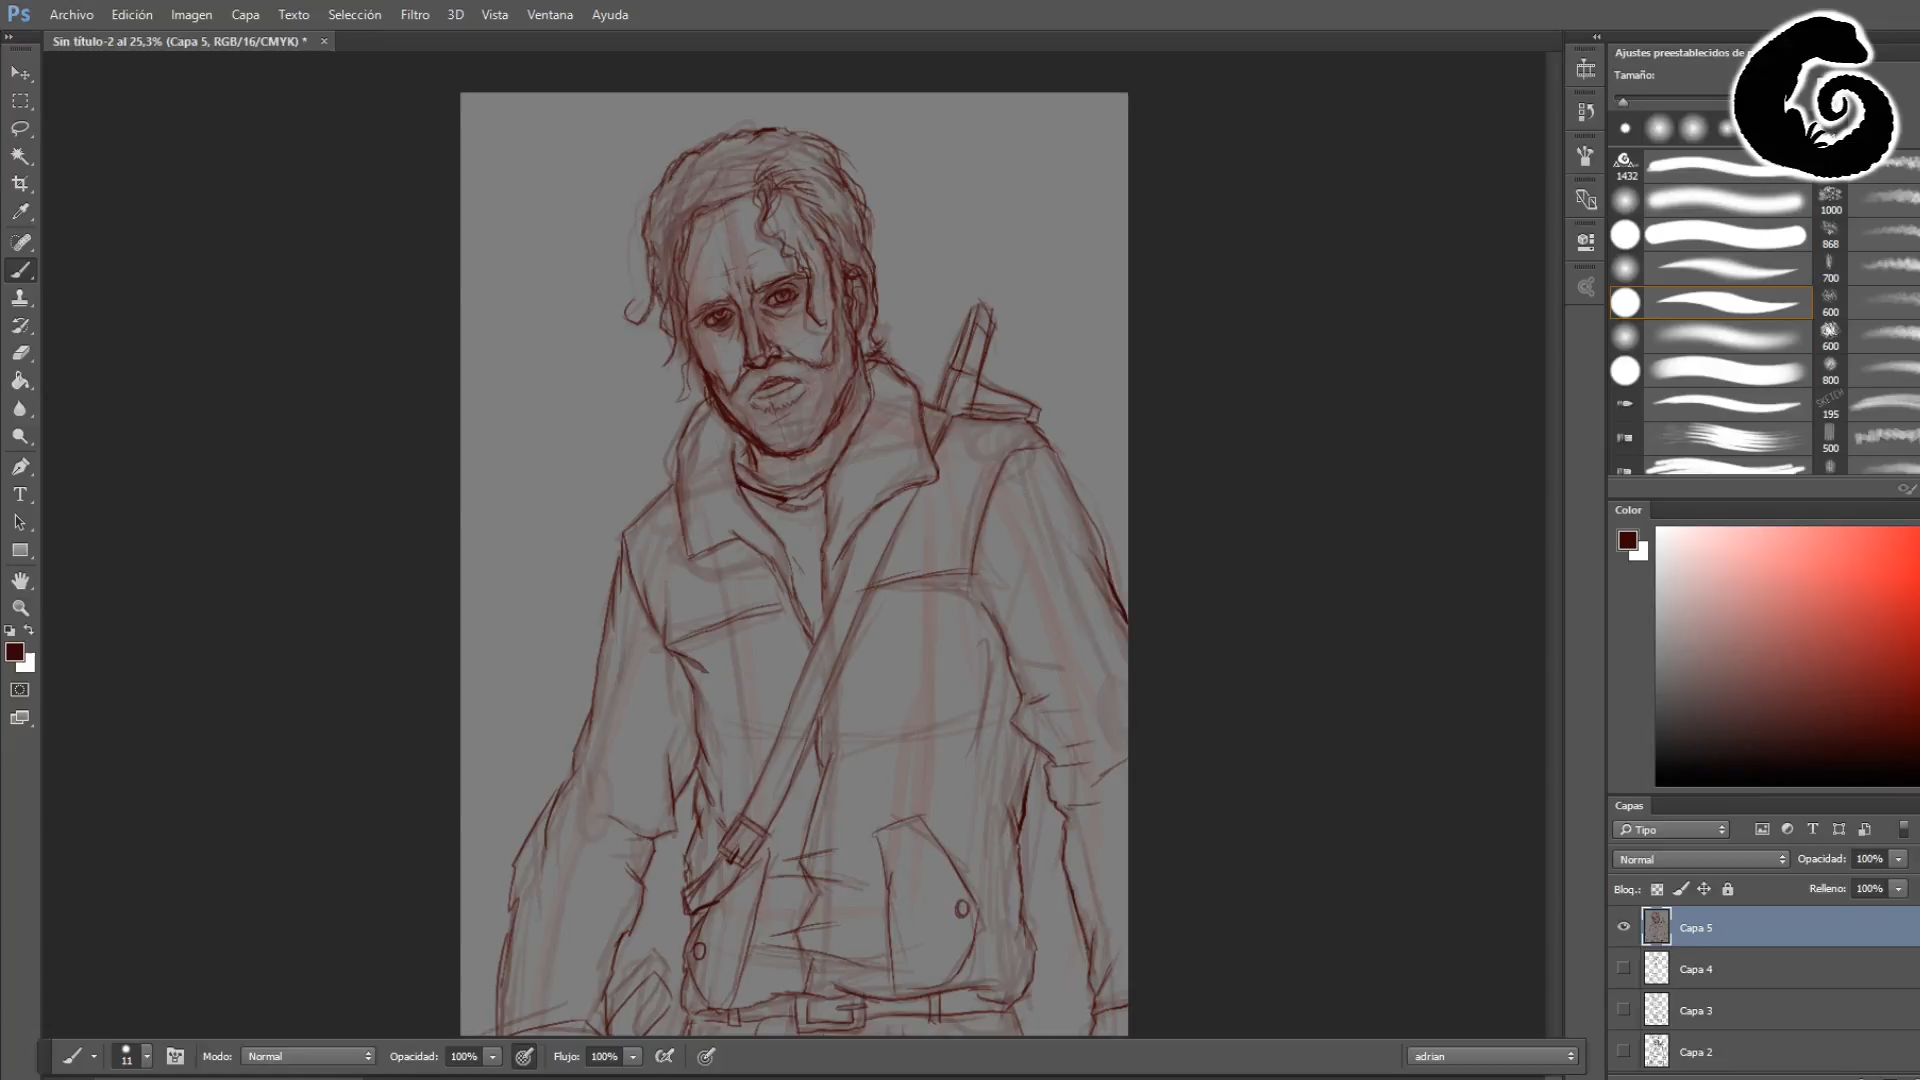 Ps Archivo Edición Imagen Capa Texto Selección Filtro 3D Vista Ventana Ayuda
Sin título-2 al 25,3% (Capa 5, RGB/16/CMYK) * ×
Ajustes preestablecidos de
Tamaño:
1432
1000
868
700
600
600
800
SKETCH
195
500
Color
Capas
Tipo
Normal Opacidad: 100%
Bloq.: Relleno: 100%
Capa 5
Capa 4
Capa 3
Capa 2
11 Modo: Normal Opacidad: 100% Flujo: 100% adrian